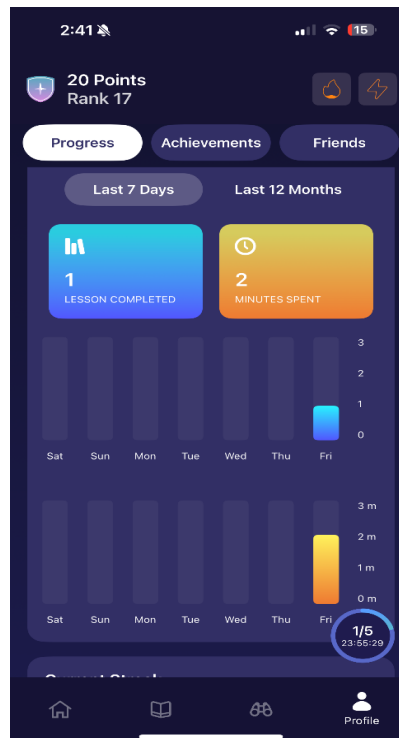 2:41
15
20 Points
Rank 17
Progress Achievements Friends
Last 7 Days Last 12 Months
1
LESSON COMPLETED
2
MINUTES SPENT
3
2
1
0
Sat Sun Mon Tue Wed Thu Fri
3 m
2 m
1 m
0 m
Sat Sun Mon Tue Wed Thu Fri
1/5
23:55:29
Profile